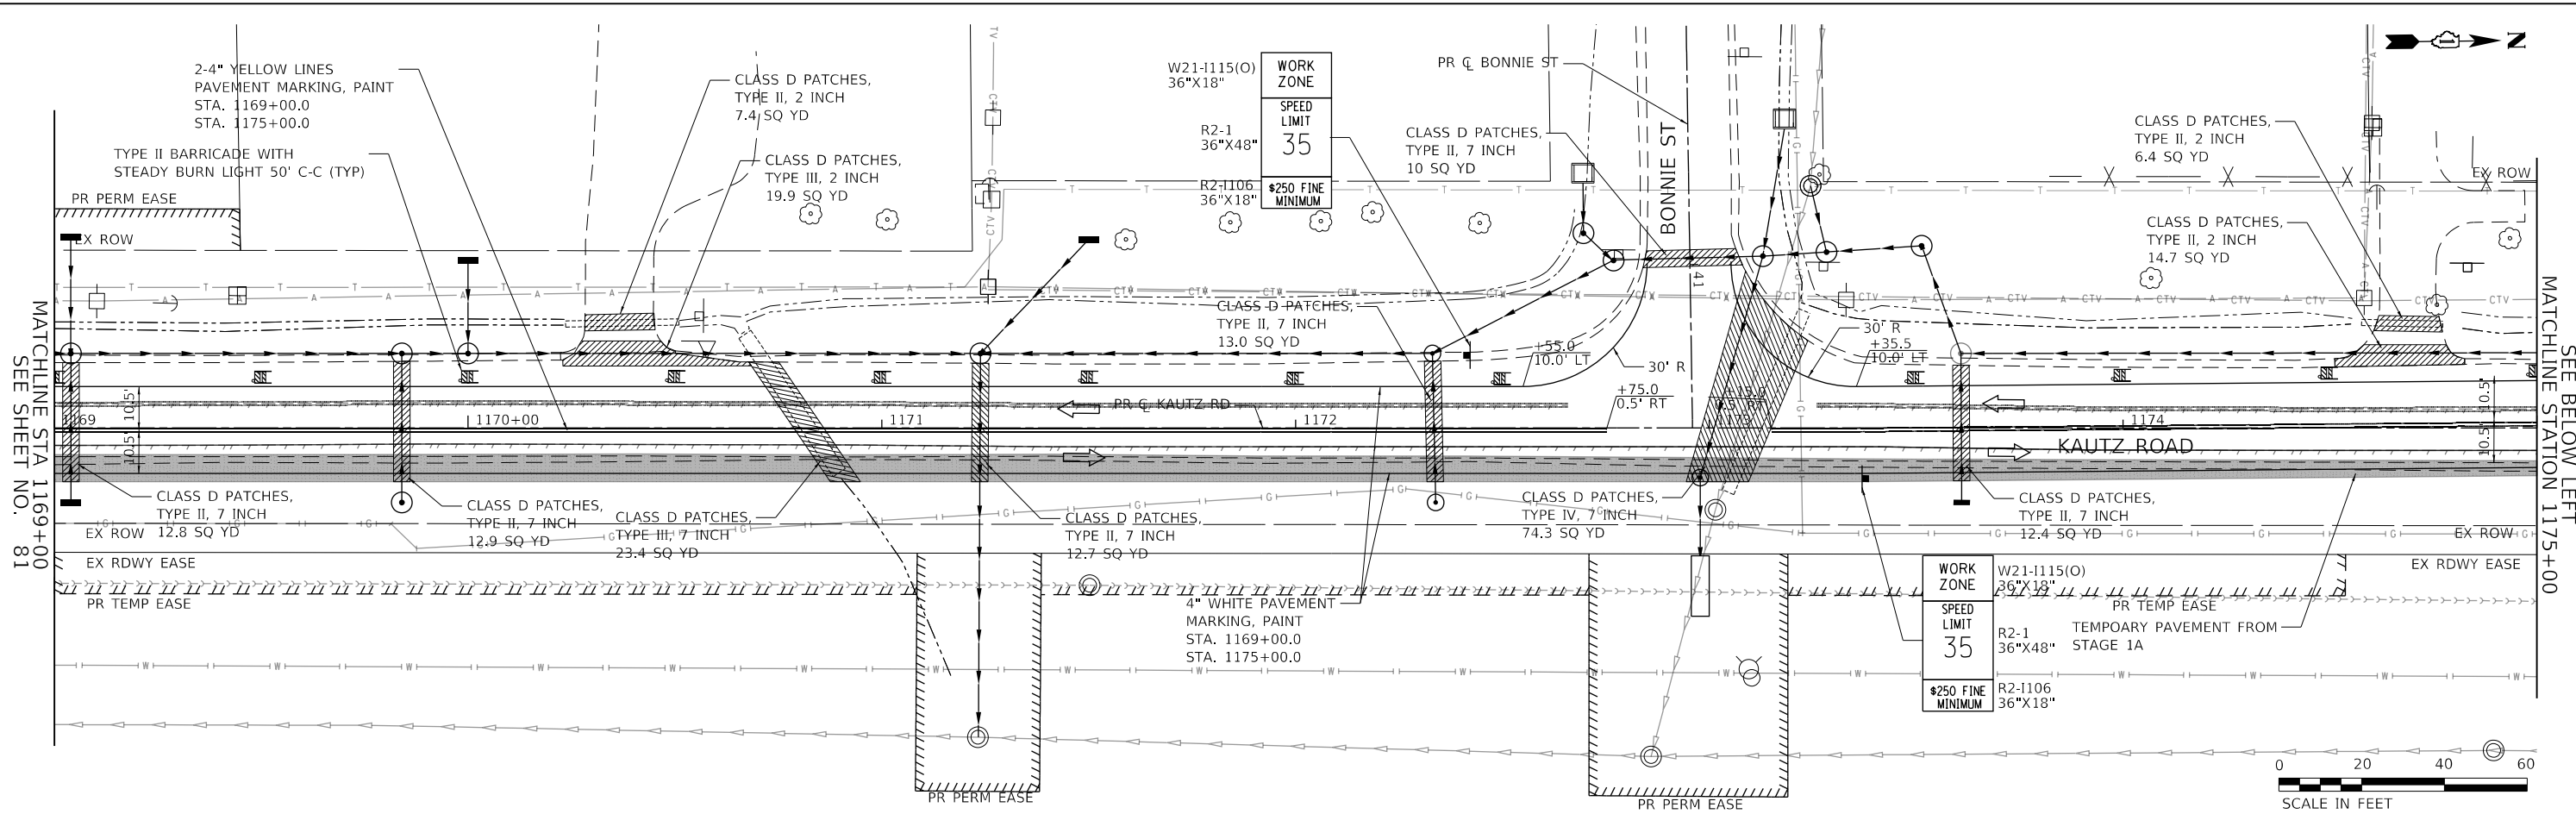 2-4" YELLOW LINES
PAVEMENT MARKING, PAINT
STA. 1169+00.0
STA. 1175+00.0
TYPE II BARRICADE WITH
STEADY BURN LIGHT 50' C-C (TYP)
PR PERM EASE
EX ROW
CLASS D PATCHES,
TYPE II, 2 INCH
7.4 SQ YD
CLASS D PATCHES,
TYPE III, 2 INCH
19.9 SQ YD
W21-I115(O)
36"X18"
R2-1
36"X48"
R2-I106
36"X18"
WORK
ZONE
SPEED
LIMIT
35
$250 FINE
MINIMUM
PR ℄ BONNIE ST
CLASS D PATCHES,
TYPE II, 7 INCH
10 SQ YD
BONNIE ST
41
CLASS D PATCHES,
TYPE II, 7 INCH
13.0 SQ YD
CLASS D PATCHES,
TYPE II, 2 INCH
6.4 SQ YD
CLASS D PATCHES,
TYPE II, 2 INCH
14.7 SQ YD
N
EX ROW
MATCHLINE STA 1169+00
SEE SHEET NO. 81
+55.0
10.0' LT
30' R
30' R
+35.5
10.0' LT
+75.0
0.5' RT
1169
10.5'
10.5'
1170+00
1171
PR ℄ KAUTZ RD
1172
1173
1174
KAUTZ ROAD
10.5'
10.5'
SEE BELOW LEFT
MATCHLINE STATION 1175+00
CLASS D PATCHES,
TYPE II, 7 INCH
12.8 SQ YD
CLASS D PATCHES,
TYPE II, 7 INCH
12.9 SQ YD
CLASS D PATCHES,
TYPE III, 7 INCH
23.4 SQ YD
CLASS D PATCHES,
TYPE II, 7 INCH
12.7 SQ YD
CLASS D PATCHES,
TYPE IV, 7 INCH
74.3 SQ YD
CLASS D PATCHES,
TYPE II, 7 INCH
12.4 SQ YD
EX ROW
EX RDWY EASE
PR TEMP EASE
4" WHITE PAVEMENT
MARKING, PAINT
STA. 1169+00.0
STA. 1175+00.0
WORK
ZONE
SPEED
LIMIT
35
$250 FINE
MINIMUM
W21-I115(O)
36"X18"
R2-1
36"X48"
R2-I106
36"X18"
EX ROW
EX RDWY EASE
PR TEMP EASE
TEMPOARY PAVEMENT FROM
STAGE 1A
PR PERM EASE
PR PERM EASE
0 20 40 60
SCALE IN FEET